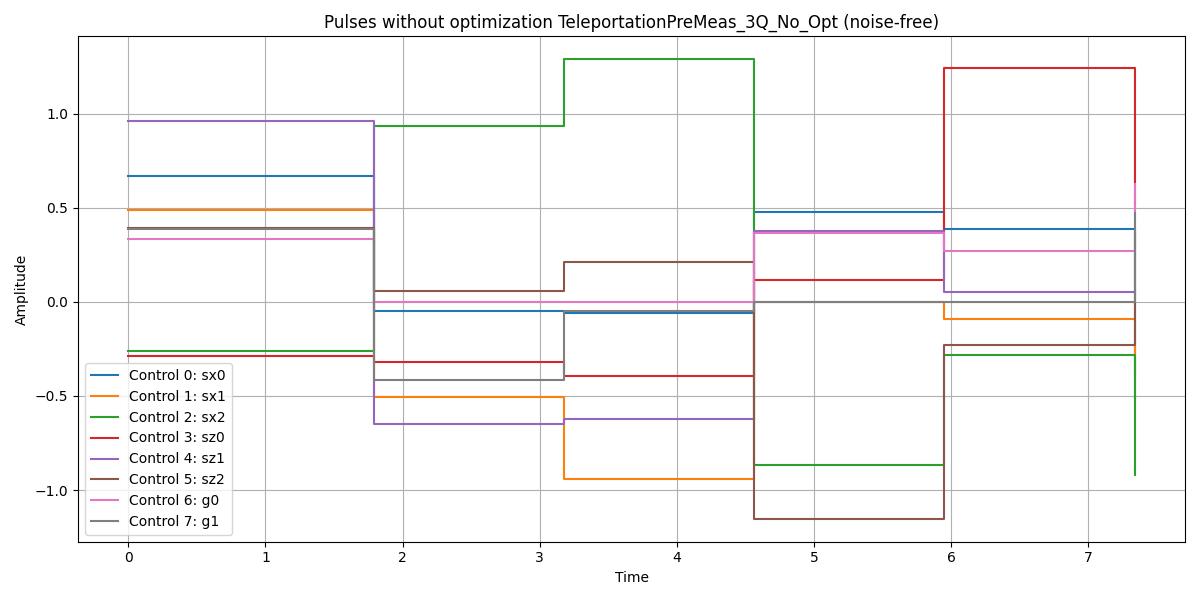 Pulses without optimization TeleportationPreMeas_3Q_No_Opt (noise-free)
Amplitude
1.0
0.5
0.0
−0.5
−1.0
Control 0: sx0
Control 1: sx1
Control 2: sx2
Control 3: sz0
Control 4: sz1
Control 5: sz2
Control 6: g0
Control 7: g1
0 1 2 3 4 5 6 7
Time